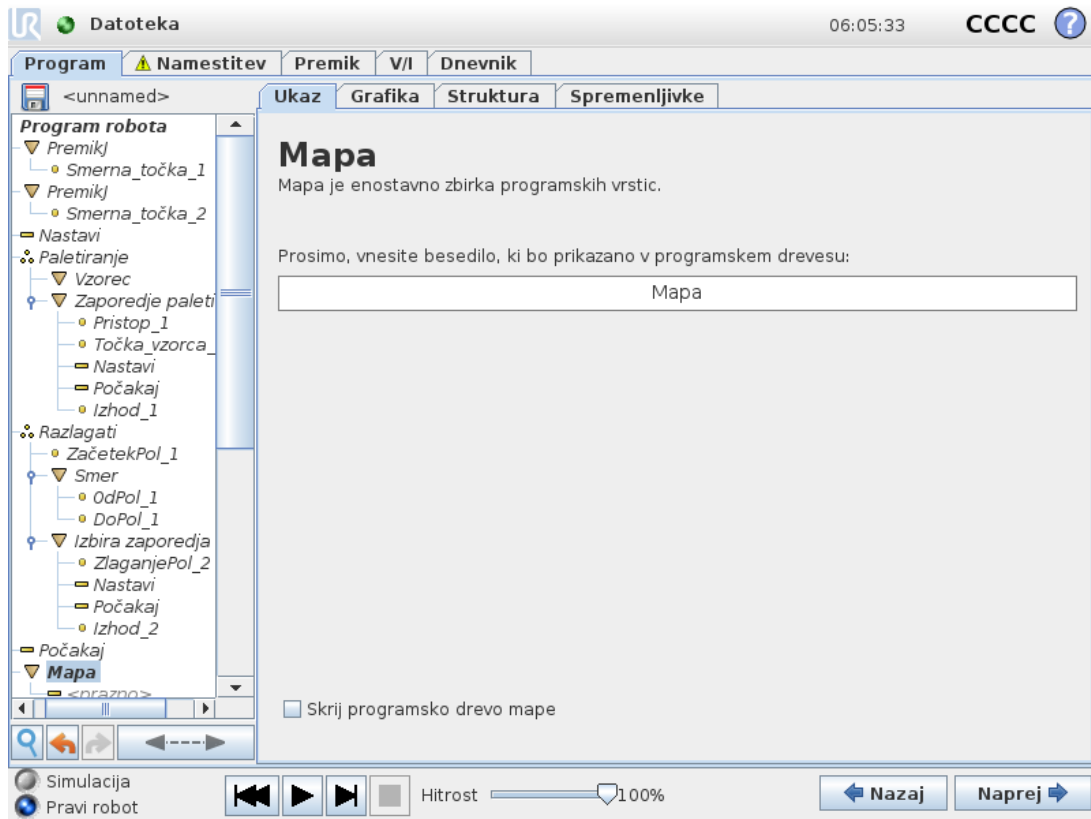 UR Datoteka 06:05:33 CCCC ?
Program Namestitev Premik V/I Dnevnik
<unnamed>
Ukaz Grafika Struktura Spremenljivke
Program robota
PremikJ
Smerna_točka_1
PremikJ
Smerna_točka_2
Nastavi
Paletiranje
Vzorec
Zaporedje paleti
Pristop_1
Točka_vzorca_
Nastavi
Počakaj
Izhod_1
Razlagati
ZačetekPol_1
Smer
OdPol_1
DoPol_1
Izbira zaporedja
ZlaganjePol_2
Nastavi
Počakaj
Izhod_2
Počakaj
Mapa
<prazno>
Mapa
Mapa je enostavno zbirka programskih vrstic.
Prosimo, vnesite besedilo, ki bo prikazano v programskem drevesu:
Mapa
Skrij programsko drevo mape
Simulacija
Pravi robot
Hitrost 100%
Nazaj Naprej